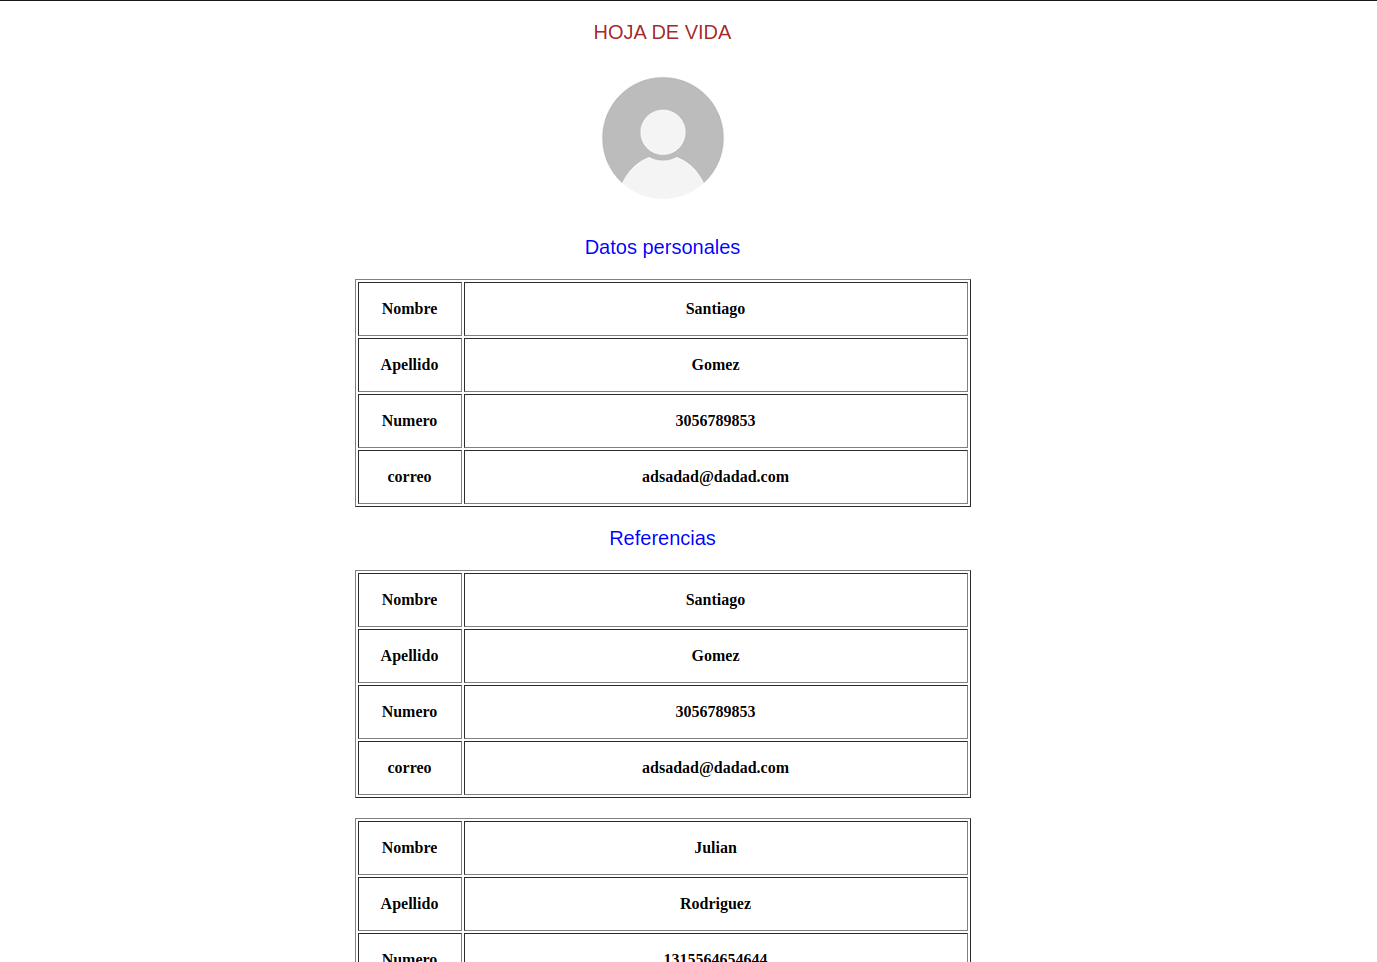 HOJA DE VIDA
Datos personales
Nombre Santiago
Apellido Gomez
Numero 3056789853
correo adsadad@dadad.com
Referencias
Nombre Santiago
Apellido Gomez
Numero 3056789853
correo adsadad@dadad.com
Nombre Julian
Apellido Rodriguez
Numero 1315564654644